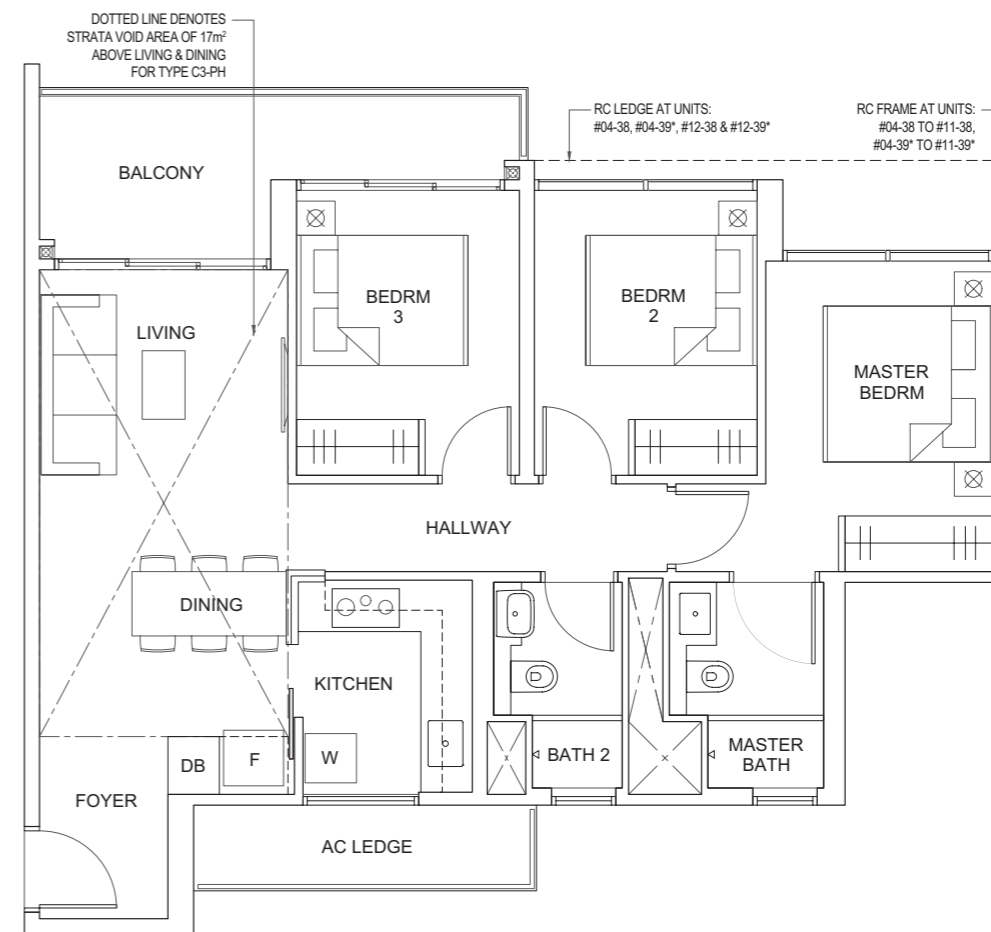 DOTTED LINE DENOTES
STRATA VOID AREA OF 17m²
ABOVE LIVING & DINING
FOR TYPE C3-PH
RC LEDGE AT UNITS:
#04-38, #04-39*, #12-38 & #12-39*
RC FRAME AT UNITS:
#04-38 TO #11-38,
#04-39* TO #11-39*
BALCONY
BEDRM
3
BEDRM
2
LIVING
MASTER
BEDRM
HALLWAY
DINING
KITCHEN
DB
F
W
BATH 2
MASTER
BATH
FOYER
AC LEDGE